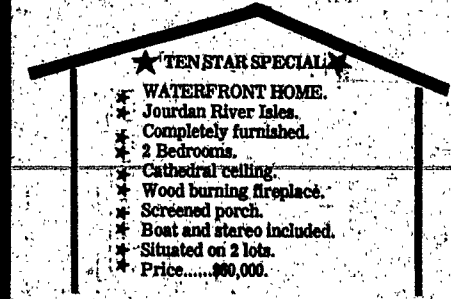 TEN STAR SPECIAL
WATERFRONT HOME.
Jourdan River Isles.
Completely furnished.
2 Bedrooms.
Cathedral ceiling.
Wood burning fireplace.
Screened porch.
Boat and stereo included.
Situated on 2 lots.
Price......